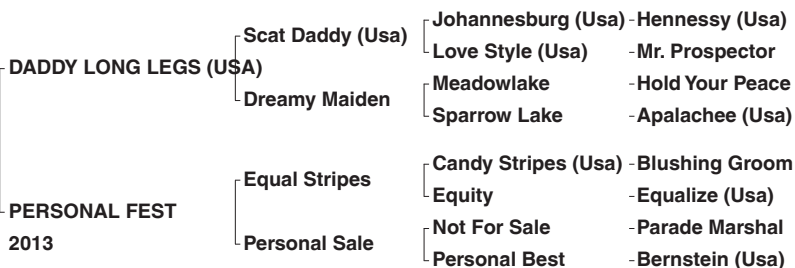 Johannesburg (Usa) - Hennessy (Usa)
Scat Daddy (Usa)
Love Style (Usa) - Mr. Prospector
DADDY LONG LEGS (USA)
Meadowlake - Hold Your Peace
Dreamy Maiden
Sparrow Lake - Apalachee (Usa)
Candy Stripes (Usa) - Blushing Groom
Equal Stripes
Equity - Equalize (Usa)
PERSONAL FEST
Not For Sale - Parade Marshal
2013
Personal Sale
Personal Best - Bernstein (Usa)